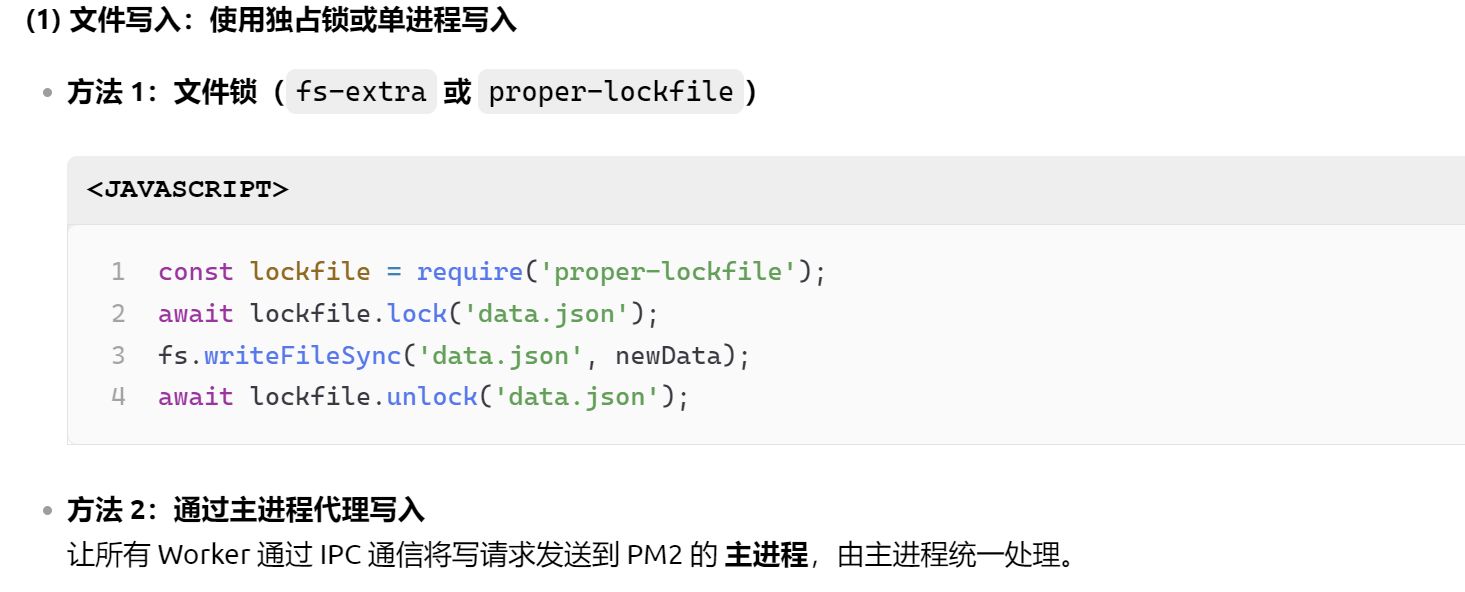 (1) 文件写入：使用独占锁或单进程写入
方法 1：文件锁（fs-extra 或 proper-lockfile）
<JAVASCRIPT>
1 const lockfile = require('proper-lockfile');
2 await lockfile.lock('data.json');
3 fs.writeFileSync('data.json', newData);
4 await lockfile.unlock('data.json');
方法 2：通过主进程代理写入
让所有 Worker 通过 IPC 通信将写请求发送到 PM2 的 主进程，由主进程统一处理。